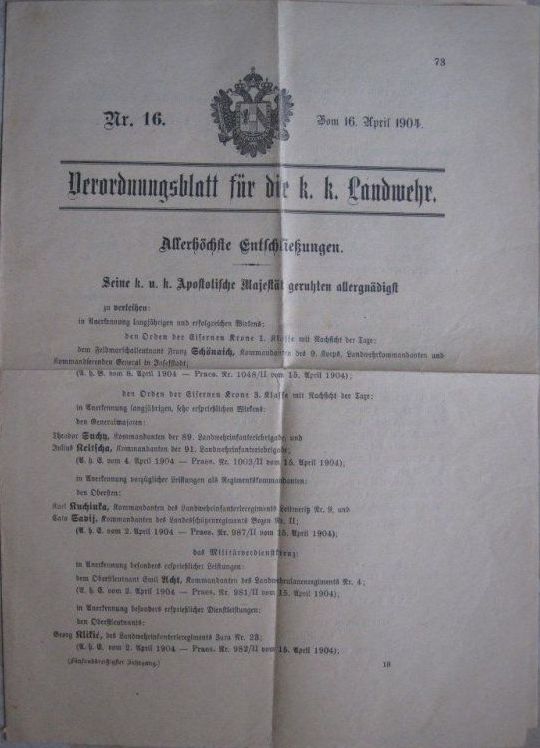 73
Nr. 16.
Vom 16. April 1904.
Verordnungsblatt für die k. k. Landwehr.
Allerhöchste Entschließungen.
Seine k. u. k. Apostolische Majestät geruhten allergnädigst
zu verleihen:
in Anerkennung langjährigen und erfolgreichen Wirkens:
den Orden der Eisernen Krone 1. Klasse mit Nachsicht der Taxe:
dem Feldmarschalleutnant Franz Schönaich, Kommandanten des 9. Korps, Landwehrkommandanten und
Kommandierenden General in Josefstadt;
(A. h. E. vom 8. April 1904 — Praes. Nr. 1048/II vom 15. April 1904);
den Orden der Eisernen Krone 3. Klasse mit Nachsicht der Taxe:
in Anerkennung langjährigen, sehr ersprießlichen Wirkens:
den Generalmajoren:
Theodor Suchy, Kommandanten der 89. Landwehrinfanteriebrigade, und
Julius Kritscha, Kommandanten der 91. Landwehrinfanteriebrigade;
(A. h. E. vom 4. April 1904 — Praes. Nr. 1003/II vom 15. April 1904);
in Anerkennung vorzüglicher Leistungen als Regimentskommandanten:
den Obersten:
Karl Kuchinka, Kommandanten des Landwehrinfanterieregiments Leitmeritz Nr. 9, und
Cajo Sadij, Kommandanten des Landesschützenregiments Bozen Nr. II;
(A. h. E. vom 2. April 1904 — Praes. Nr. 987/II vom 15. April 1904);
das Militärverdienstkreuz:
in Anerkennung besonders ersprießlicher Leistungen:
dem Oberstleutnant Emil Acht, Kommandanten des Landwehrulanenregiments Nr. 4;
(A. h. E. vom 2. April 1904 — Praes. Nr. 981/II vom 15. April 1904);
in Anerkennung besonders ersprießlicher Dienstleistungen:
den Oberstleutnants:
Georg Klikić, des Landwehrinfanterieregiments Zara Nr. 23;
(A. h. E. vom 2. April 1904 — Praes. Nr. 982/II vom 15. April 1904).
(Fünfunddreißigster Jahrgang.)